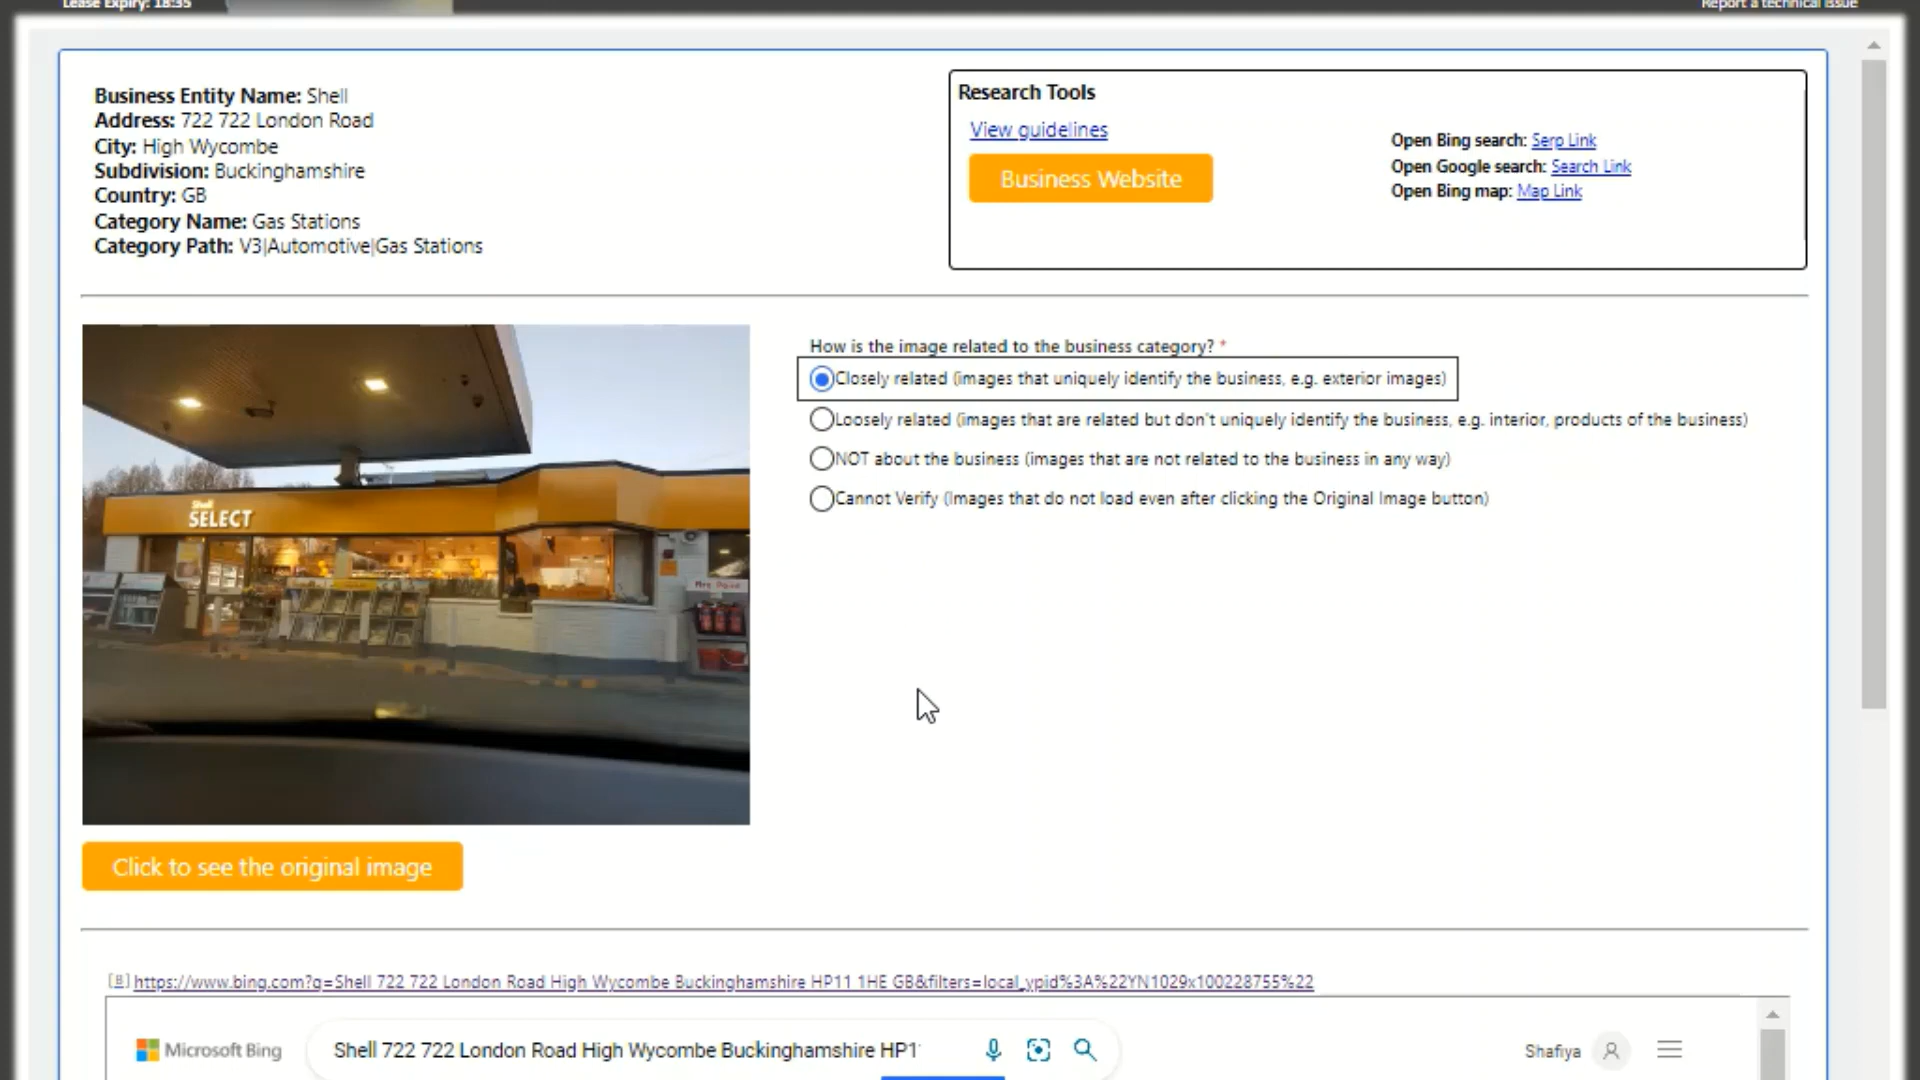 Lease Expiry: 18:35
Report a technical issue
Business Entity Name: Shell
Address: 722 722 London Road
City: High Wycombe
Subdivision: Buckinghamshire
Country: GB
Category Name: Gas Stations
Category Path: V3|Automotive|Gas Stations
Research Tools
View guidelines
Business Website
Open Bing search: Serp Link
Open Google search: Search Link
Open Bing map: Map Link
Shell
SELECT
How is the image related to the business category? *
Closely related (images that uniquely identify the business, e.g. exterior images)
Loosely related (images that are related but don't uniquely identify the business, e.g. interior, products of the business)
NOT about the business (images that are not related to the business in any way)
Cannot Verify (Images that do not load even after clicking the Original Image button)
Click to see the original image
[B] https://www.bing.com?q=Shell 722 722 London Road High Wycombe Buckinghamshire HP11 1HE GB&filters=local_ypid%3A%22YN1029x100228755%22
Microsoft Bing
Shell 722 722 London Road High Wycombe Buckinghamshire HP1
Shafiya